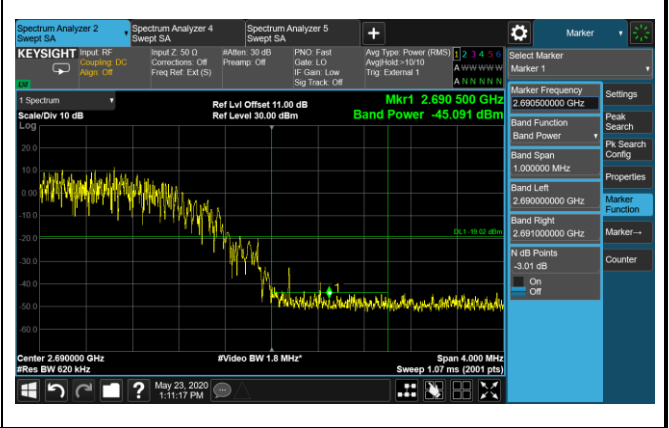 Spectrum Analyzer 2
Swept SA
Spectrum Analyzer 4
Swept SA
Spectrum Analyzer 5
Swept SA
+
Marker
KEYSIGHT
Input: RF
Coupling: DC
Align: Off
Input Z: 50 Ω
Corrections: Off
Freq Ref: Ext (S)
#Atten: 30 dB
Preamp: Off
PNO: Fast
Gate: LO
IF Gain: Low
Sig Track: Off
Avg Type: Power (RMS)
Avg|Hold:>10/10
Trig: External 1
1 2 3 4 5 6
A W W W W W
A N N N N N
Select Marker
Marker 1
1 Spectrum
Scale/Div 10 dB
Log
Ref Lvl Offset 11.00 dB
Ref Level 30.00 dBm
Mkr1 2.690 500 GHz
Band Power -45.091 dBm
20.0
10.0
0.00
-10.0
-20.0
-30.0
-40.0
-50.0
-60.0
DL1 -19.02 dBm
1
Center 2.690000 GHz
#Res BW 620 kHz
#Video BW 1.8 MHz*
Span 4.000 MHz
Sweep 1.07 ms (2001 pts)
Marker Frequency
2.690500000 GHz
Band Function
Band Power
Band Span
1.000000 MHz
Band Left
2.690000000 GHz
Band Right
2.691000000 GHz
N dB Points
-3.01 dB
On
Off
Settings
Peak
Search
Pk Search
Config
Properties
Marker
Function
Marker→
Counter
?
May 23, 2020
1:11:17 PM